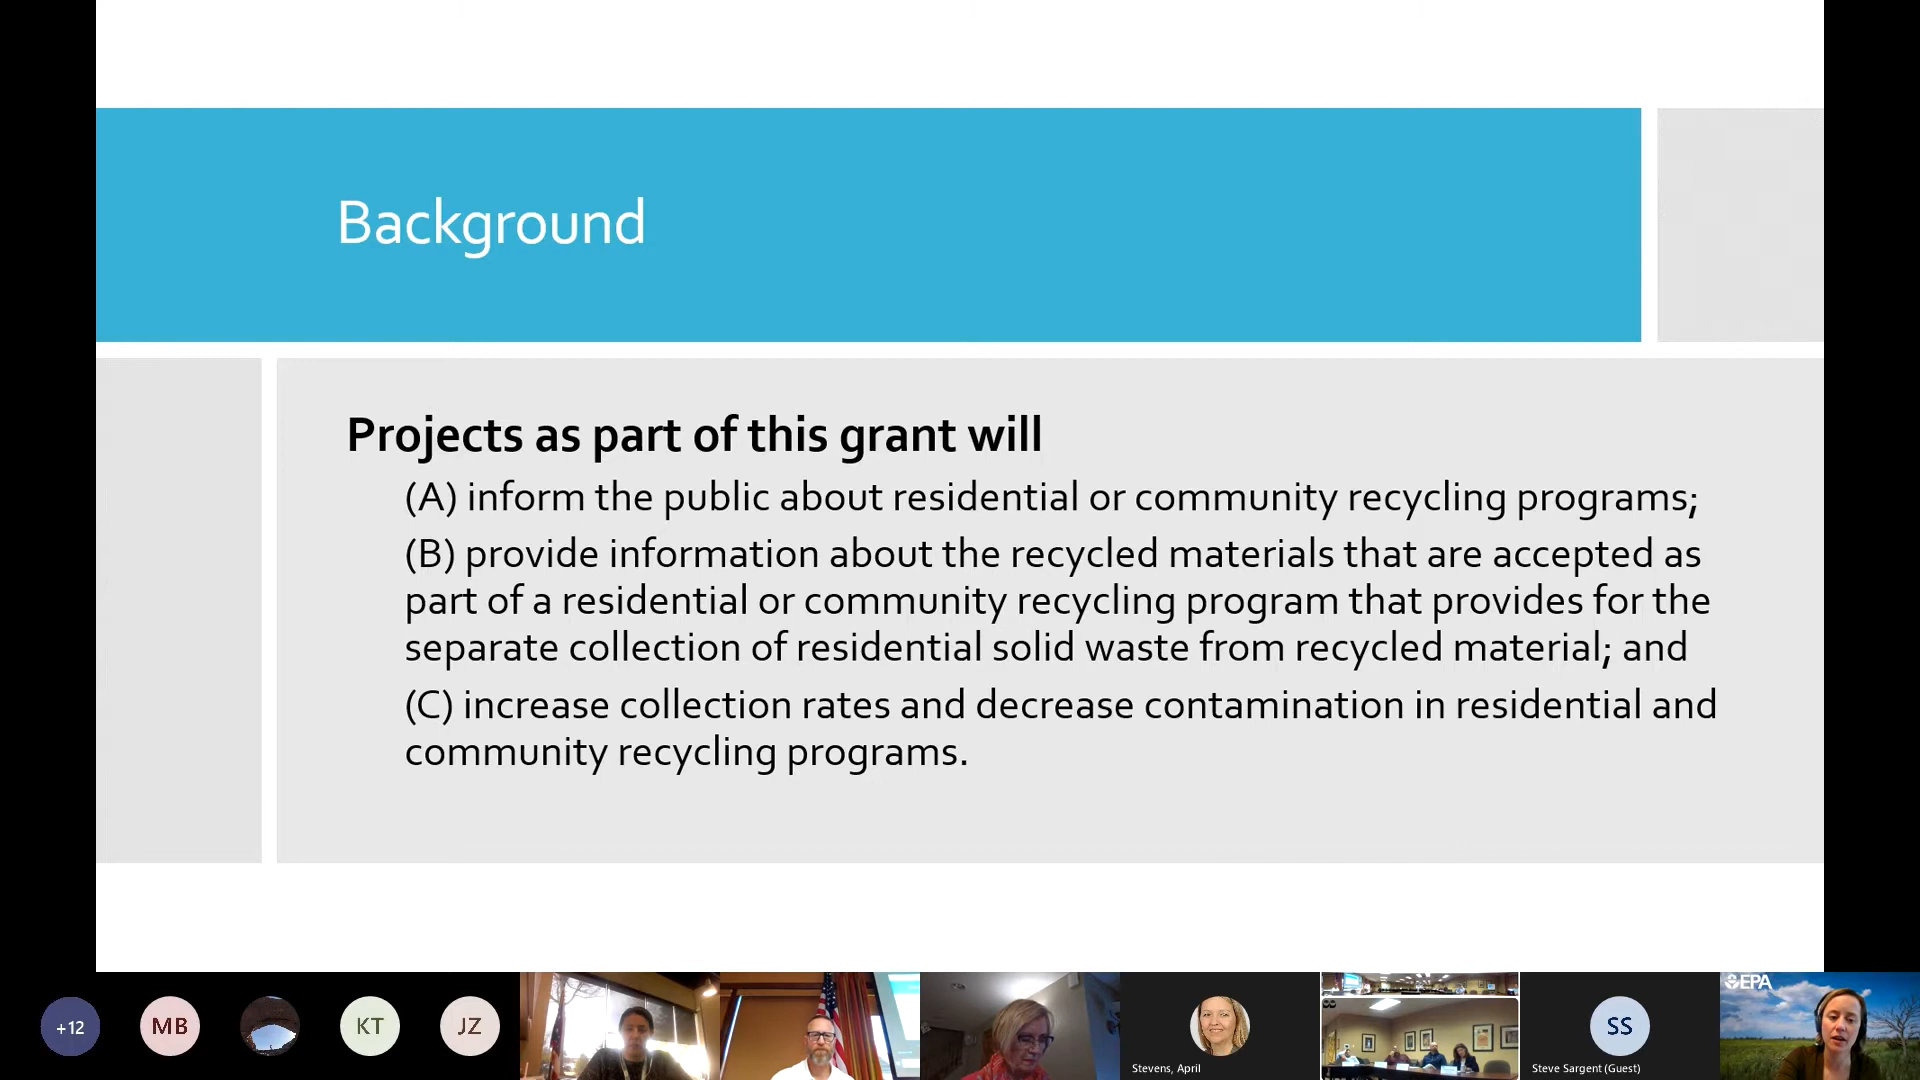 Background
Projects as part of this grant will
(A) inform the public about residential or community recycling programs;
(B) provide information about the recycled materials that are accepted as
part of a residential or community recycling program that provides for the
separate collection of residential solid waste from recycled material; and
(C) increase collection rates and decrease contamination in residential and
community recycling programs.
+12
MB
KT
JZ
Stevens, April
SS
Steve Sargent (Guest)
EPA